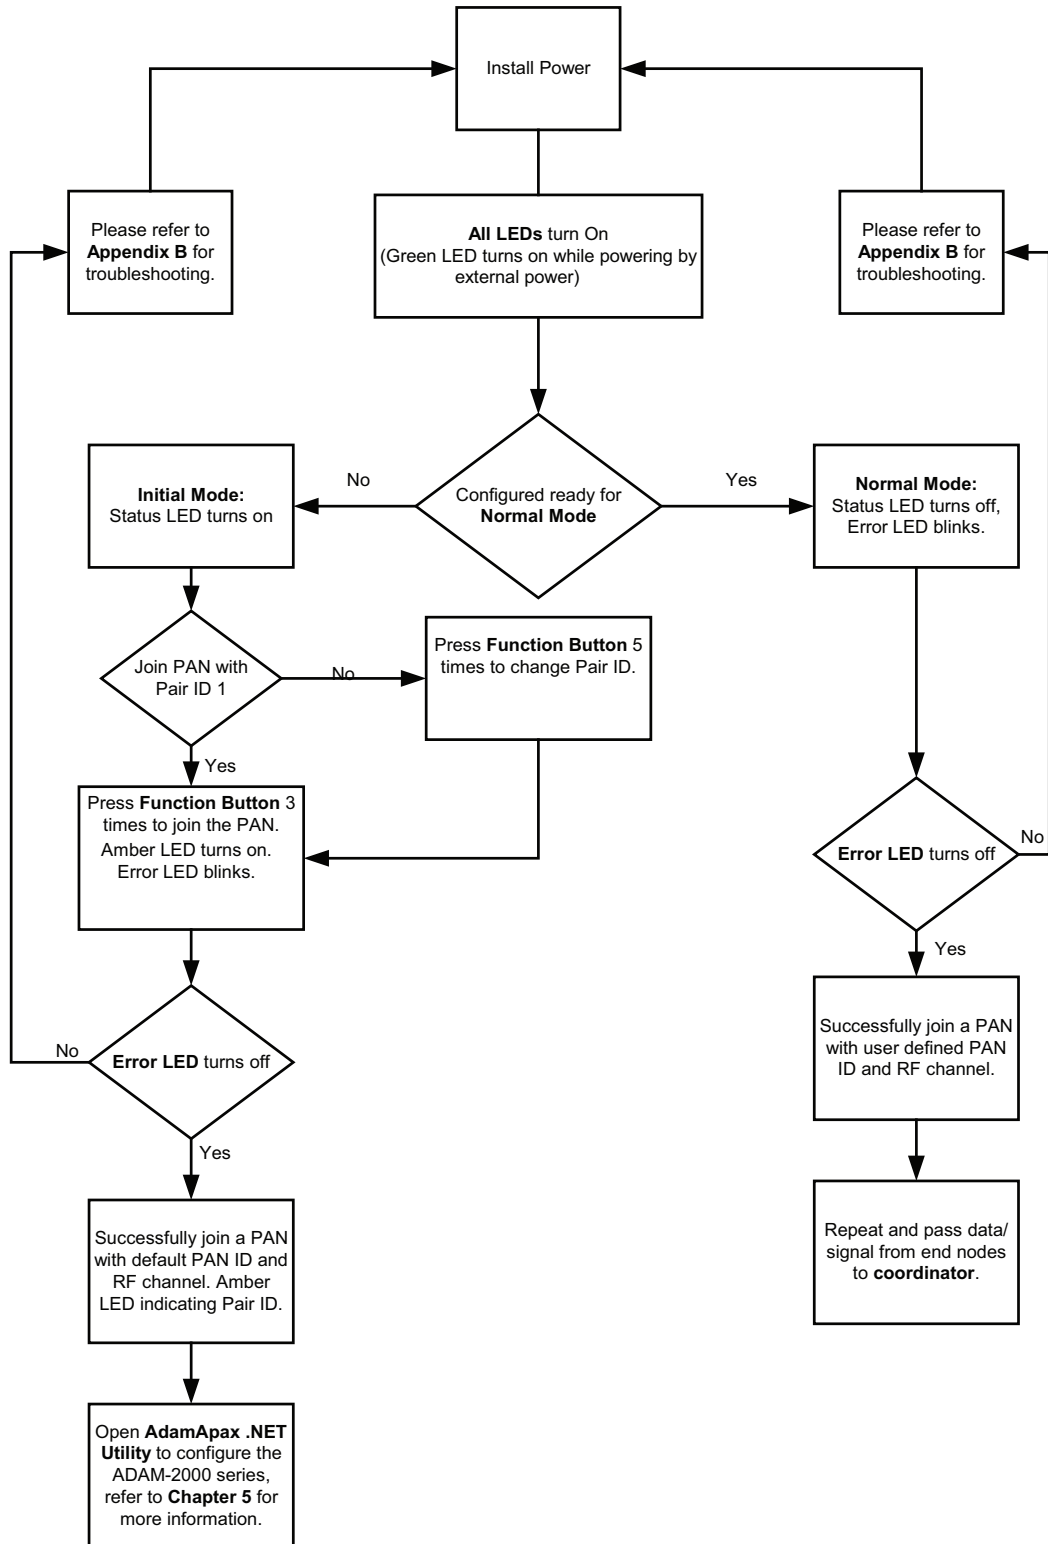 Install Power
Please refer to
Appendix B for
troubleshooting.
All LEDs turn On
(Green LED turns on while powering by
external power)
Please refer to
Appendix B for
troubleshooting.
Initial Mode:
Status LED turns on
No
Configured ready for
Normal Mode
Yes
Normal Mode:
Status LED turns off,
Error LED blinks.
Join PAN with
Pair ID 1
No
Press Function Button 5
times to change Pair ID.
Yes
Press Function Button 3
times to join the PAN.
Amber LED turns on.
Error LED blinks.
Error LED turns off
No
Yes
No
Error LED turns off
Yes
Successfully join a PAN
with user defined PAN
ID and RF channel.
Successfully join a PAN
with default PAN ID and
RF channel. Amber
LED indicating Pair ID.
Repeat and pass data/
signal from end nodes
to coordinator.
Open AdamApax .NET
Utility to configure the
ADAM-2000 series,
refer to Chapter 5 for
more information.